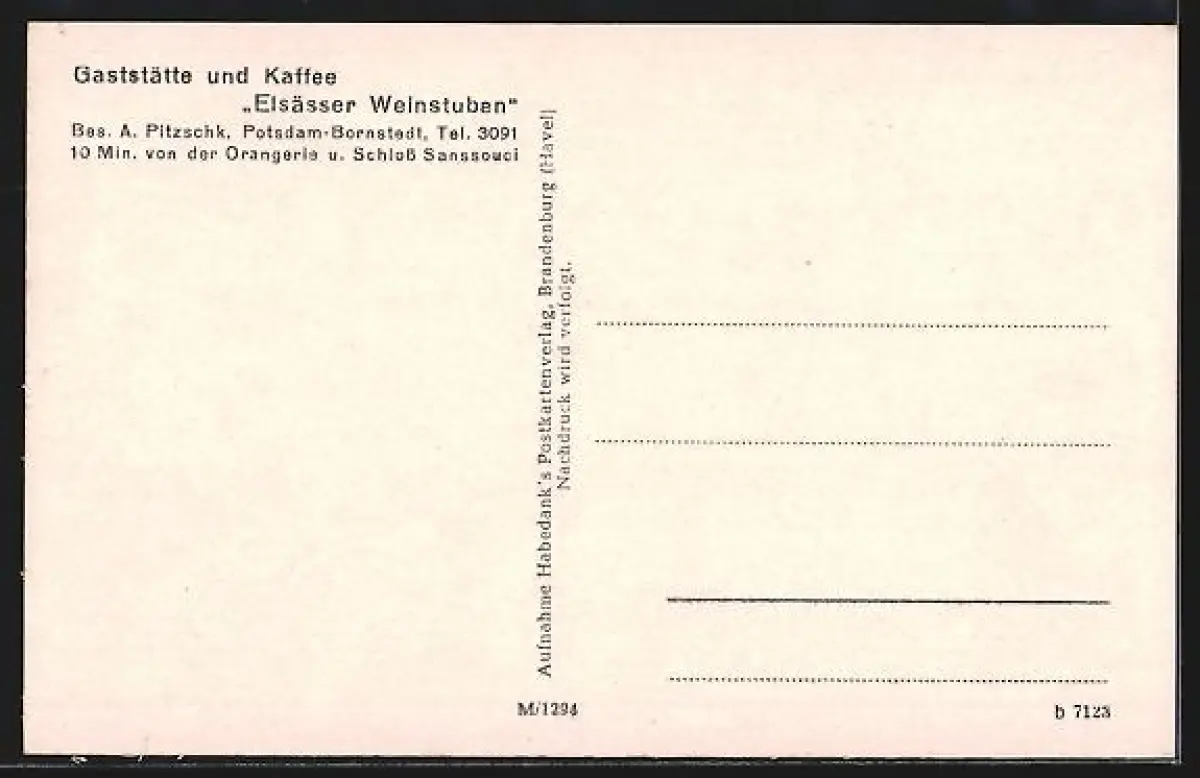 Gaststätte und Kaffee
„Elsässer Weinstuben"
Bes. A. Pitzschk, Potsdam-Bornstedt, Tel. 3091
10 Min. von der Orangerie u. Schloß Sanssouci
Aufnahme Habedank's Postkartenverlag, Brandenburg (Havel)
Nachdruck wird verfolgt.
M/1294
b 7123